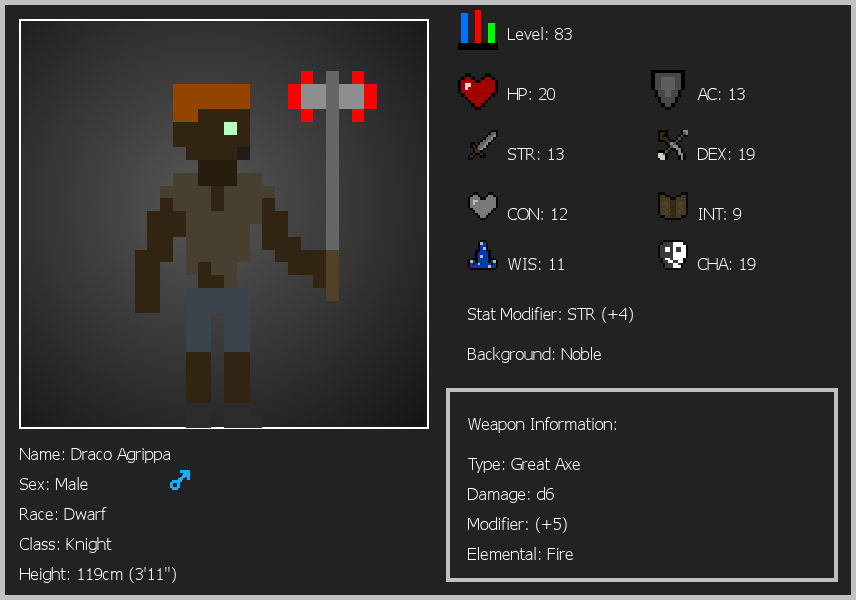 Level: 83
HP: 20
AC: 13
STR: 13
DEX: 19
CON: 12
INT: 9
WIS: 11
CHA: 19
Stat Modifier: STR (+4)
Background: Noble
Weapon Information:
Type: Great Axe
Damage: d6
Modifier: (+5)
Elemental: Fire
Name: Draco Agrippa
Sex: Male
Race: Dwarf
Class: Knight
Height: 119cm (3'11")